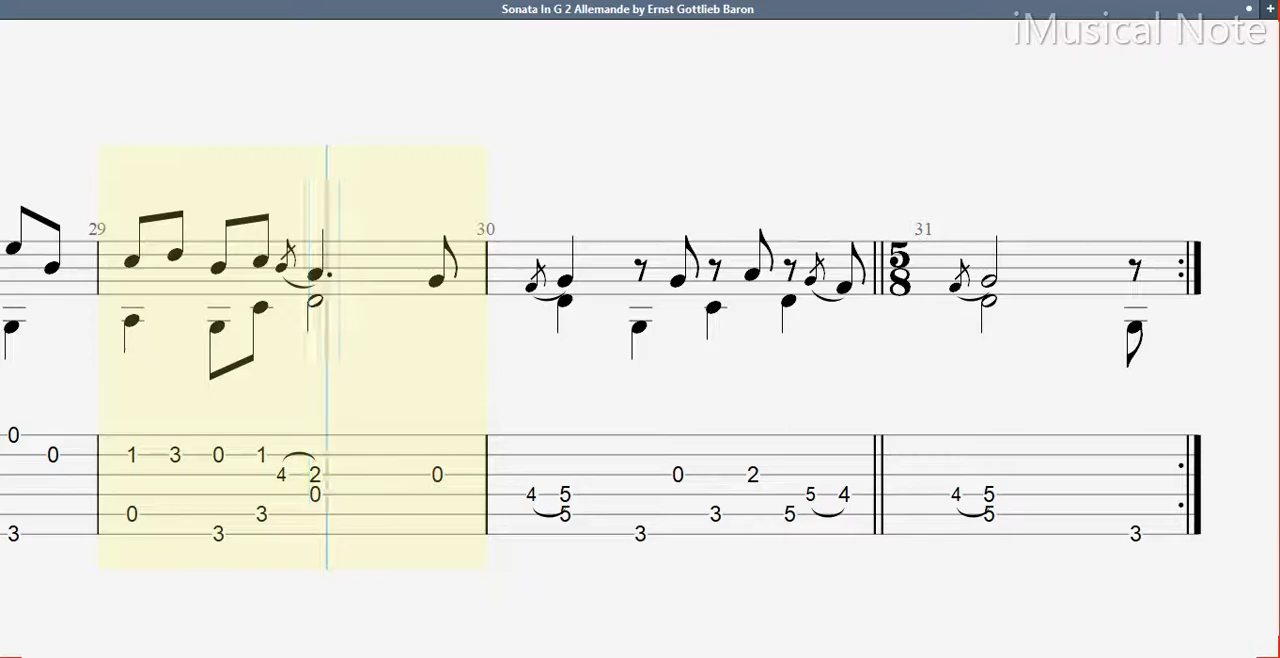 Sonata In G 2 Allemande by Ernst Gottlieb Baron
iMusical Note
29 30 31
5
8
0 0 3
1 3 0 1 4 2 0 0 0 3 3
4 5 5 3 0 3 2 5 5 4
4 5 5 3